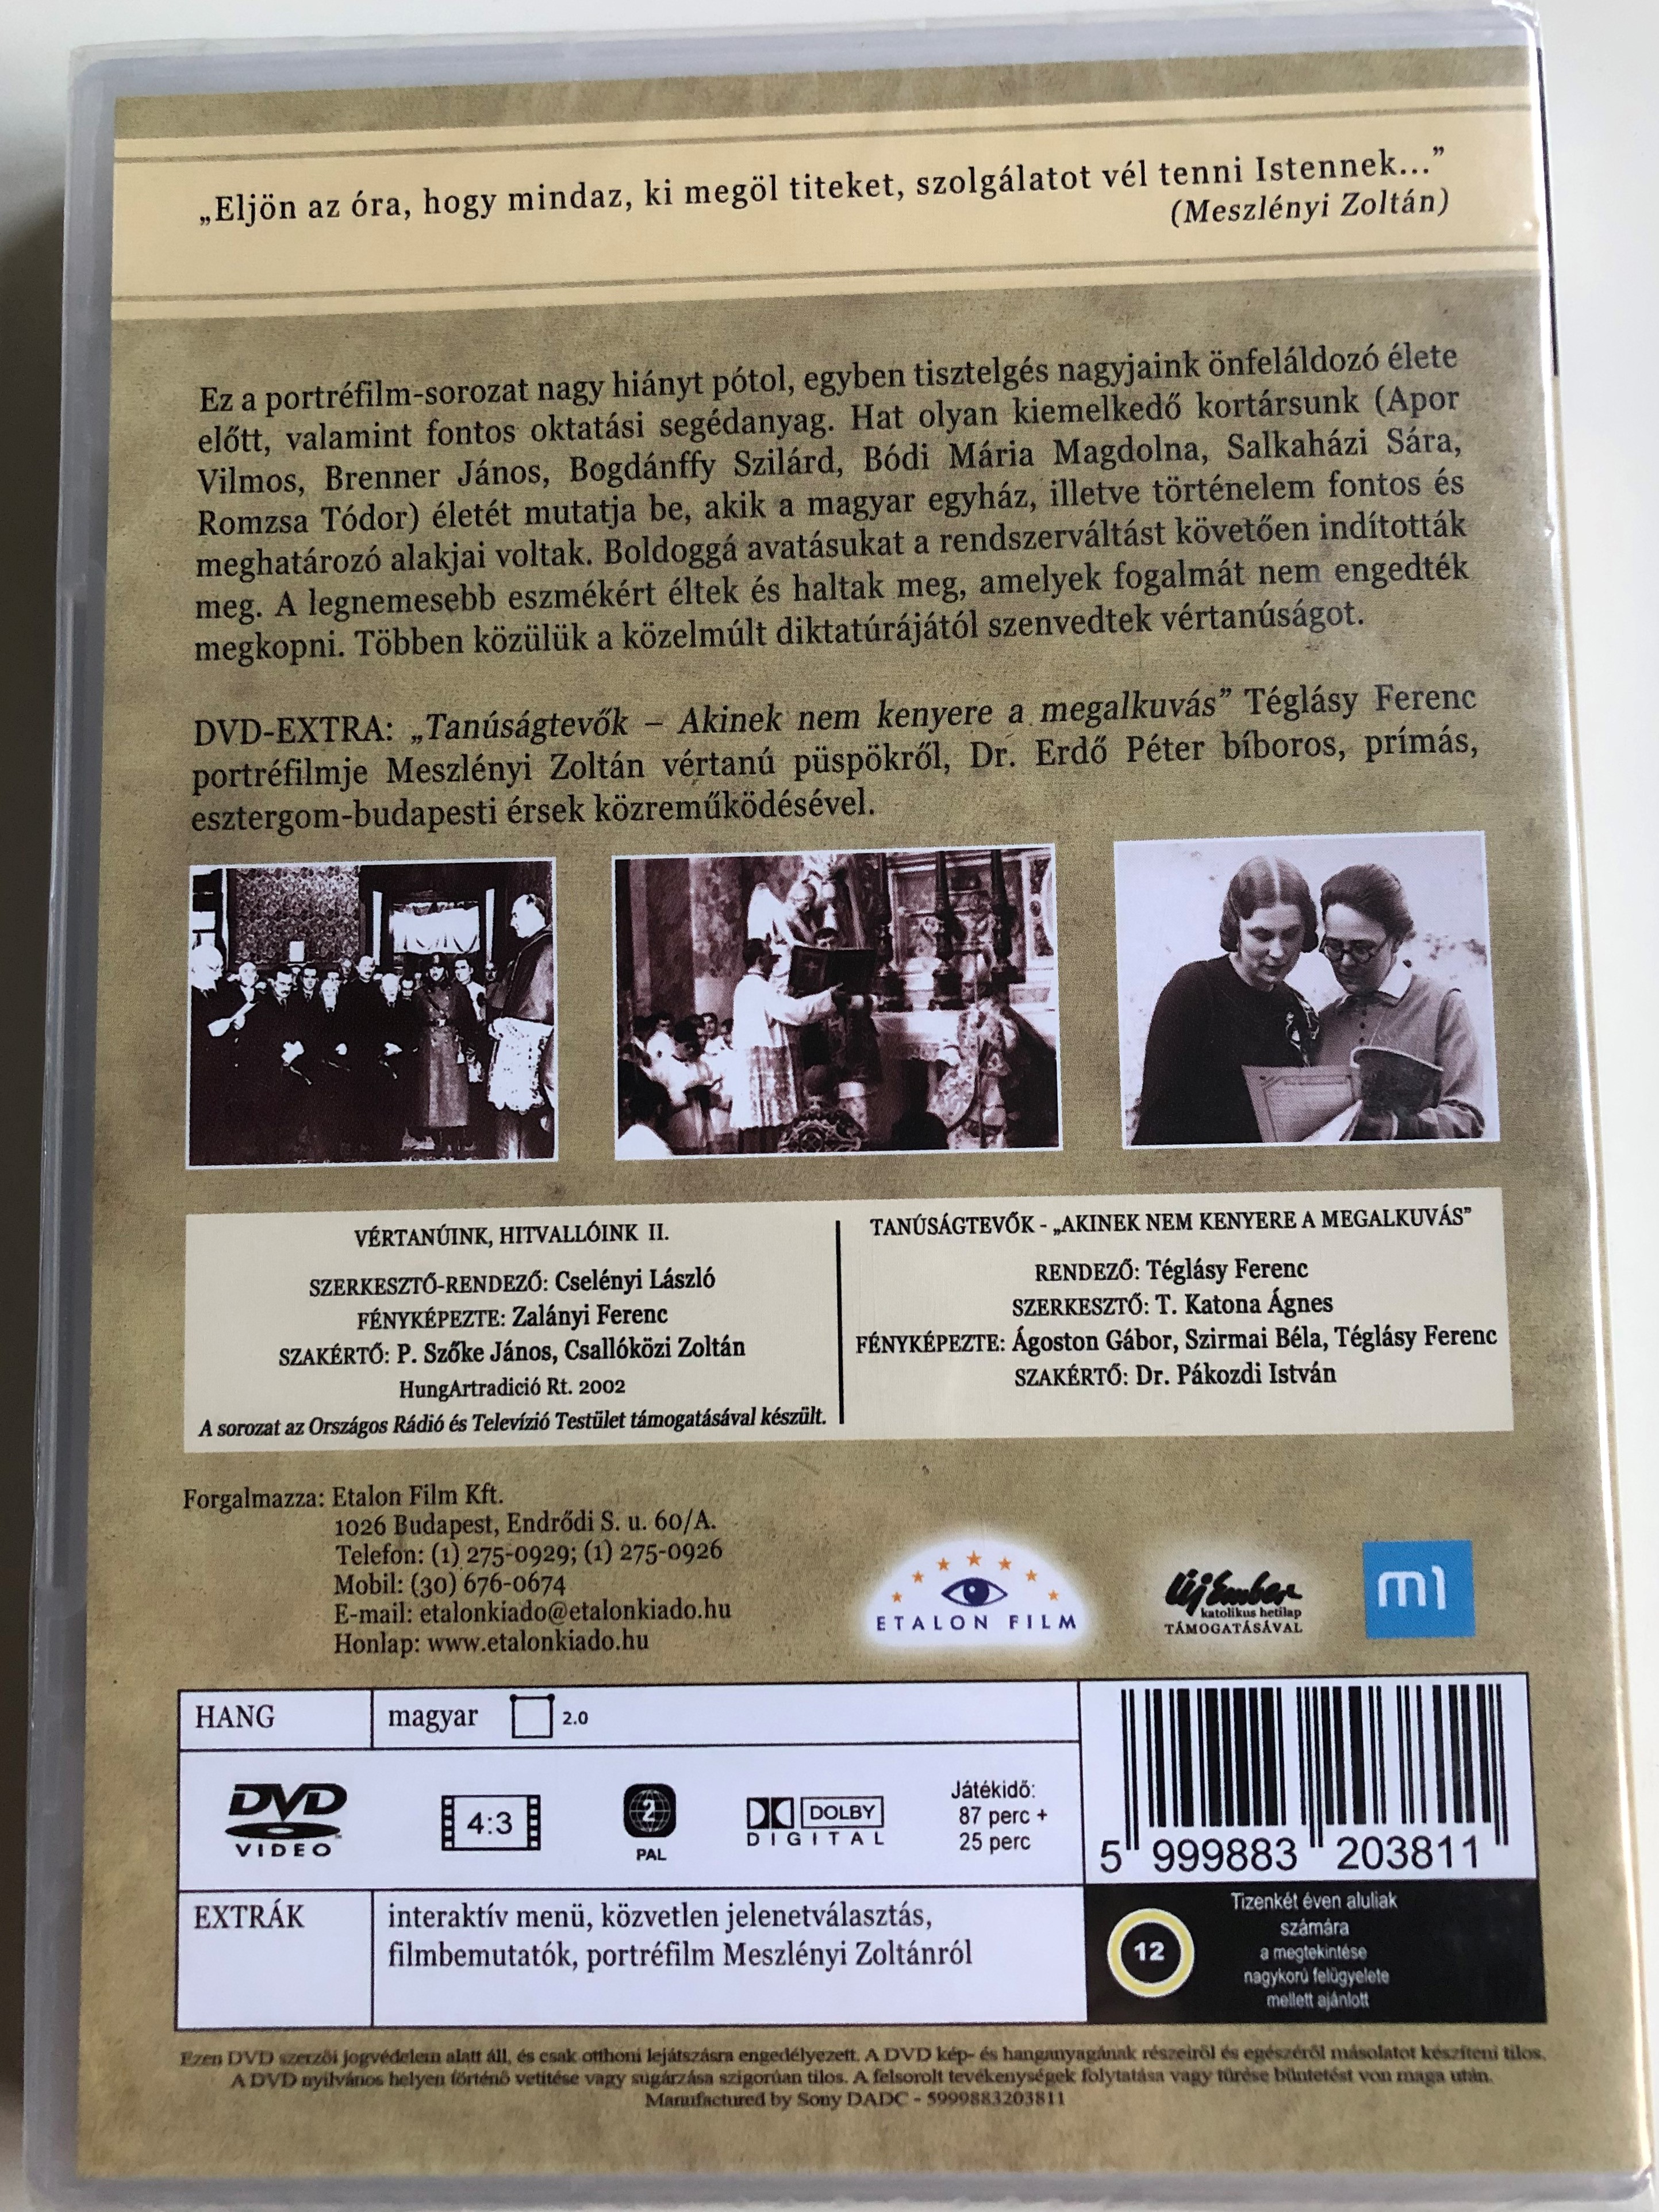 „Eljön az óra, hogy mindaz, ki megöl titeket, szolgálatot vél tenni Istennek...”
(Meszlényi Zoltán)
Ez a portréfilm-sorozat nagy hiányt pótol, egyben tisztelgés nagyjaink önfeláldozó élete
előtt, valamint fontos oktatási segédanyag. Hat olyan kiemelkedő kortársunk (Apor
Vilmos, Brenner János, Bogdánffy Szilárd, Bódi Mária Magdolna, Salkaházi Sára,
Romzsa Tódor) életét mutatja be, akik a magyar egyház, illetve történelem fontos és
meghatározó alakjai voltak. Boldoggá avatásukat a rendszerváltást követően indították
meg. A legnemesebb eszmékért éltek és haltak meg, amelyek fogalmát nem engedték
megkopni. Többen közülük a közelmúlt diktatúrájától szenvedtek vértanúságot.
DVD-EXTRA: „Tanúságtevők – Akinek nem kenyere a megalkuvás” Téglásy Ferenc
portréfilmje Meszlényi Zoltán vértanú püspökről, Dr. Erdő Péter bíboros, prímás,
esztergom-budapesti érsek közreműködésével.
VÉRTANÚINK, HITVALLÓINK II.
SZERKESZTŐ-RENDEZŐ: Cselényi László
FÉNYKÉPEZTE: Zalányi Ferenc
SZAKÉRTŐ: P. Szőke János, Csallóközi Zoltán
HungArtradició Rt. 2002
A sorozat az Országos Rádió és Televízió Testület támogatásával készült.
TANÚSÁGTEVŐK - „AKINEK NEM KENYERE A MEGALKUVÁS”
RENDEZŐ: Téglásy Ferenc
SZERKESZTŐ: T. Katona Ágnes
FÉNYKÉPEZTE: Ágoston Gábor, Szirmai Béla, Téglásy Ferenc
SZAKÉRTŐ: Dr. Pákozdi István
Forgalmazza: Etalon Film Kft.
1026 Budapest, Endrődi S. u. 60/A.
Telefon: (1) 275-0929; (1) 275-0926
Mobil: (30) 676-0674
E-mail: etalonkiado@etalonkiado.hu
Honlap: www.etalonkiado.hu
ETALON FILM
Új Ember
katolikus hetilap
TÁMOGATÁSÁVAL
m1
HANG
magyar
2.0
DVD
VIDEO
4:3
2
PAL
DOLBY
DIGITAL
Játékidő:
87 perc +
25 perc
5 999883 203811
EXTRÁK
interaktív menü, közvetlen jelenetválasztás,
filmbemutatók, portréfilm Meszlényi Zoltánról
12
Tizenkét éven aluliak
számára
a megtekintése
nagykorú felügyelete
mellett ajánlott
Ezen DVD szerzői jogvédelem alatt áll, és csak otthoni lejátszásra engedélyezett. A DVD kép- és hanganyagának részeiről és egészéről másolatot készíteni tilos.
A DVD nyilvános helyen történő vetítése vagy sugárzása szigorúan tilos. A felsorolt tevékenységek folytatása vagy tűrése büntetést von maga után.
Manufactured by Sony DADC - 5999883203811